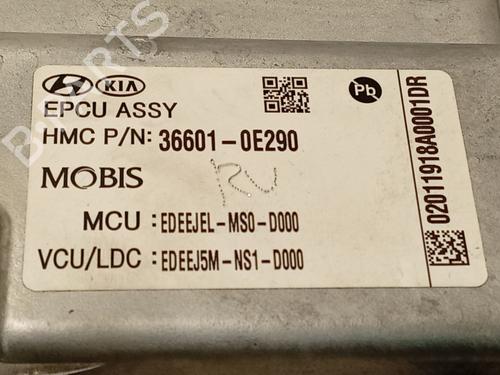 HYUNDAI KIA
EPCU ASSY
HMC P/N: 36601-0E290
MOBIS
RV
MCU : EDEEJEL-MS0-D000
VCU/LDC : EDEEJ5M-NS1-D000
Pb
02011918A0001DR